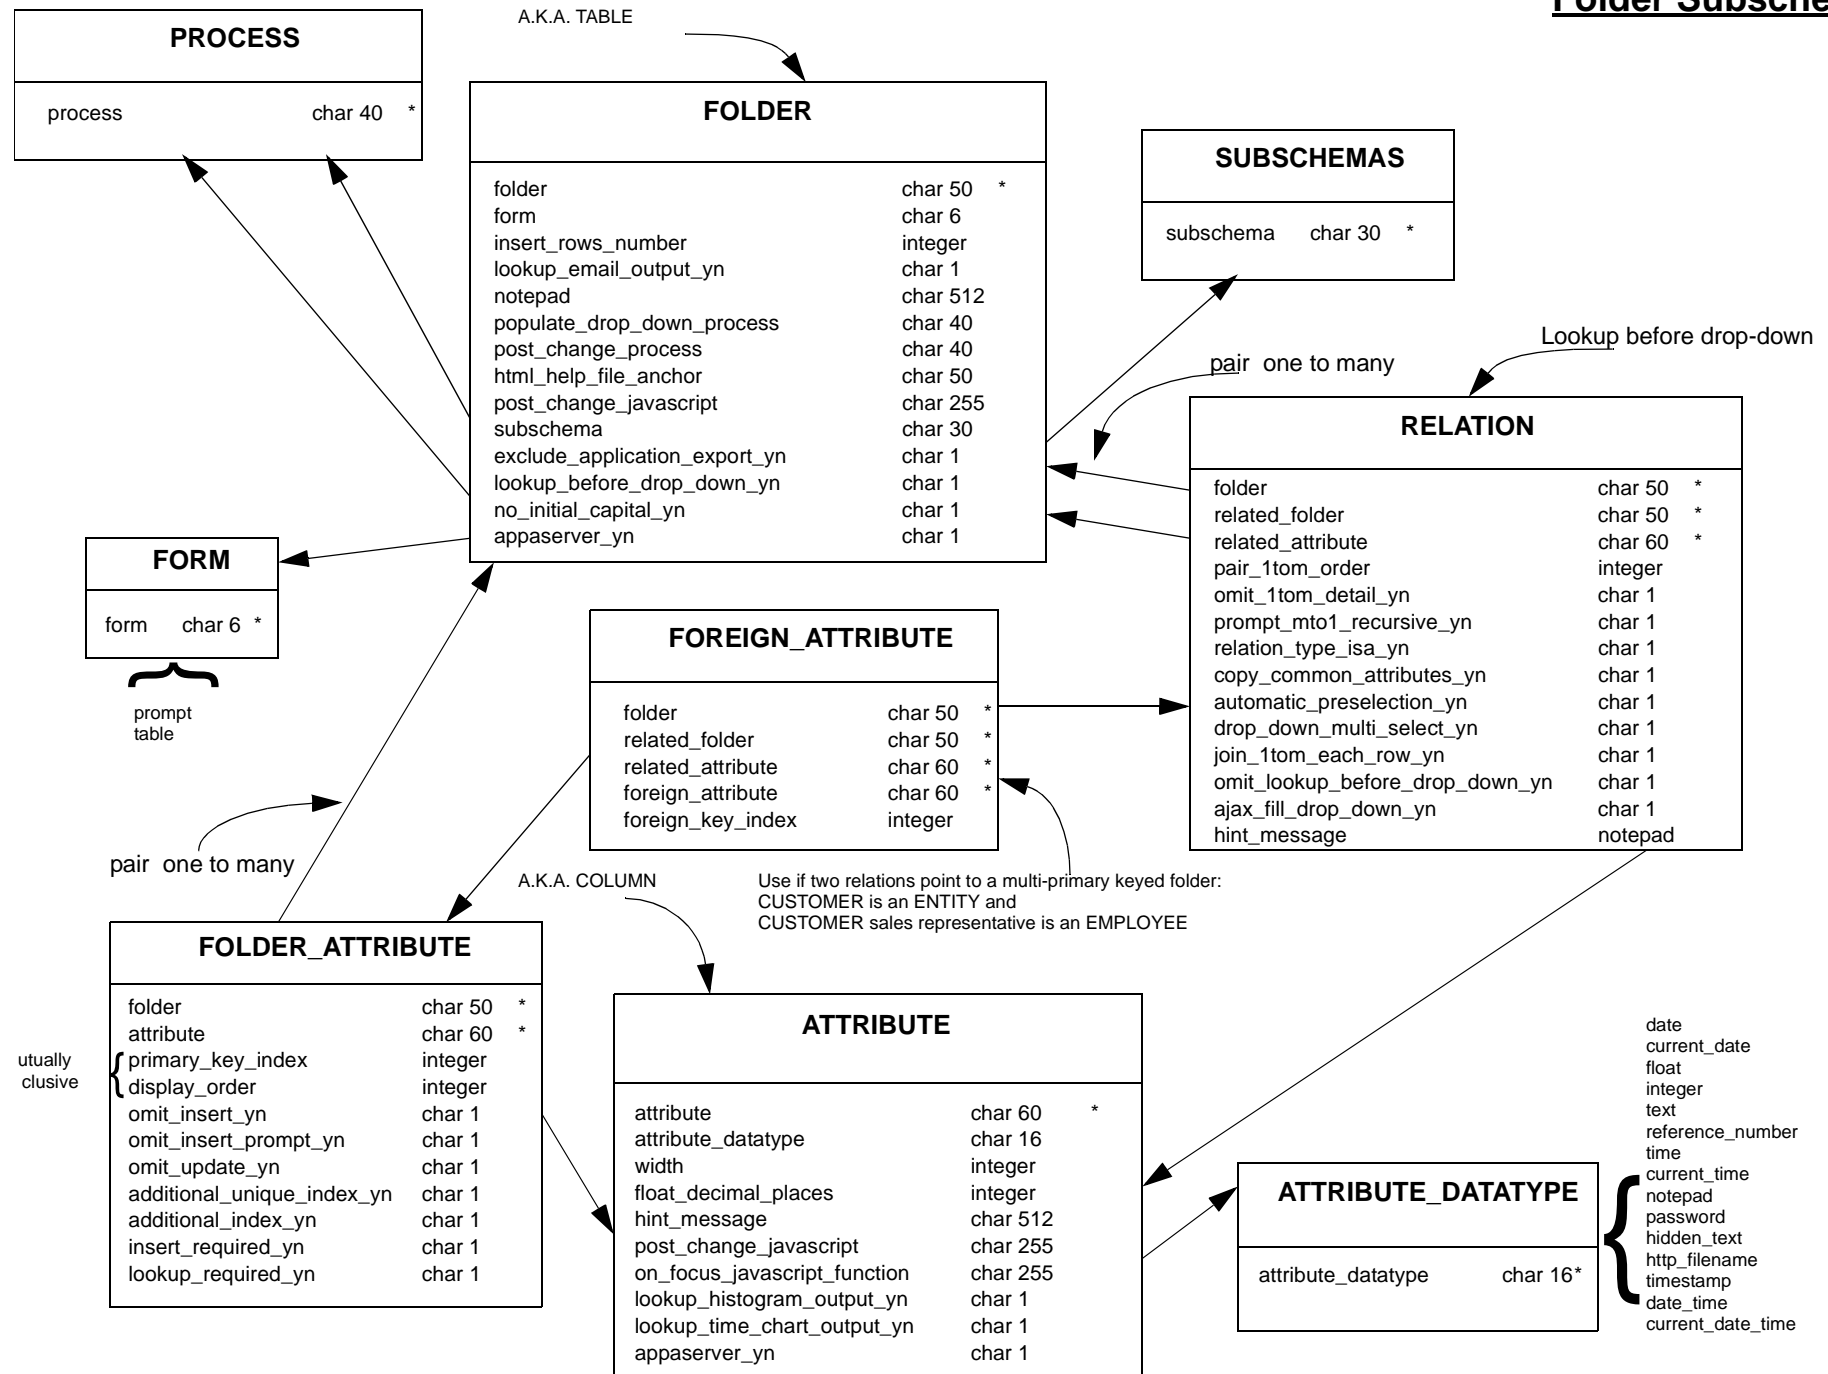 Folder Subsche
A.K.A. TABLE
PROCESS
process char 40 *
FOLDER
folder char 50 *
form char 6
insert_rows_number integer
lookup_email_output_yn char 1
notepad char 512
populate_drop_down_process char 40
post_change_process char 40
html_help_file_anchor char 50
post_change_javascript char 255
subschema char 30
exclude_application_export_yn char 1
lookup_before_drop_down_yn char 1
no_initial_capital_yn char 1
appaserver_yn char 1
SUBSCHEMAS
subschema char 30 *
Lookup before drop-down
pair one to many
RELATION
folder char 50 *
related_folder char 50 *
related_attribute char 60 *
pair_1tom_order integer
omit_1tom_detail_yn char 1
prompt_mto1_recursive_yn char 1
relation_type_isa_yn char 1
copy_common_attributes_yn char 1
automatic_preselection_yn char 1
drop_down_multi_select_yn char 1
join_1tom_each_row_yn char 1
omit_lookup_before_drop_down_yn char 1
ajax_fill_drop_down_yn char 1
hint_message notepad
FORM
form char 6 *
prompt
table
FOREIGN_ATTRIBUTE
folder char 50 *
related_folder char 50 *
related_attribute char 60 *
foreign_attribute char 60 *
foreign_key_index integer
pair one to many
A.K.A. COLUMN
Use if two relations point to a multi-primary keyed folder:
CUSTOMER is an ENTITY and
CUSTOMER sales representative is an EMPLOYEE
FOLDER_ATTRIBUTE
folder char 50 *
attribute char 60 *
primary_key_index integer
display_order integer
omit_insert_yn char 1
omit_insert_prompt_yn char 1
omit_update_yn char 1
additional_unique_index_yn char 1
additional_index_yn char 1
insert_required_yn char 1
lookup_required_yn char 1
utually
clusive
ATTRIBUTE
attribute char 60 *
attribute_datatype char 16
width integer
float_decimal_places integer
hint_message char 512
post_change_javascript char 255
on_focus_javascript_function char 255
lookup_histogram_output_yn char 1
lookup_time_chart_output_yn char 1
appaserver_yn char 1
ATTRIBUTE_DATATYPE
attribute_datatype char 16*
date
current_date
float
integer
text
reference_number
time
current_time
notepad
password
hidden_text
http_filename
timestamp
date_time
current_date_time